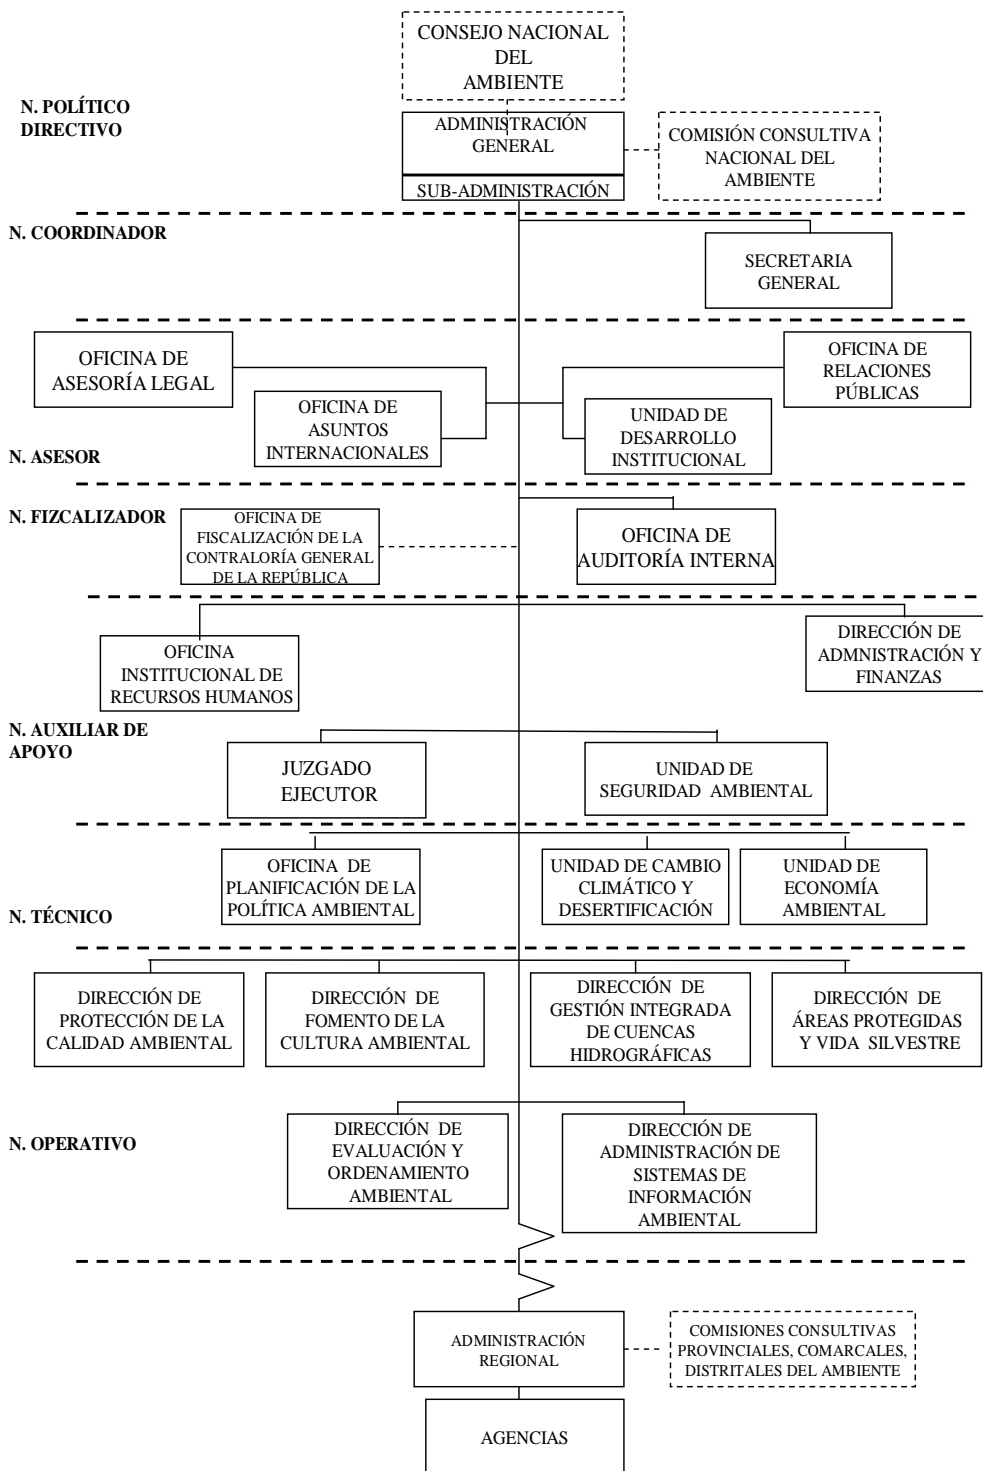 CONSEJO NACIONAL
DEL
AMBIENTE
N. POLÍTICO
DIRECTIVO
ADMINISTRACIÓN
GENERAL
SUB-ADMINISTRACIÓN
COMISIÓN CONSULTIVA
NACIONAL DEL
AMBIENTE
N. COORDINADOR
SECRETARIA
GENERAL
OFICINA DE
ASESORÍA LEGAL
OFICINA DE
ASUNTOS
INTERNACIONALES
OFICINA DE
RELACIONES
PÚBLICAS
UNIDAD DE
DESARROLLO
INSTITUCIONAL
N. ASESOR
N. FIZCALIZADOR
OFICINA DE
FISCALIZACIÓN DE LA
CONTRALORÍA GENERAL
DE LA REPÚBLICA
OFICINA DE
AUDITORÍA INTERNA
OFICINA
INSTITUCIONAL DE
RECURSOS HUMANOS
DIRECCIÓN DE
ADMNISTRACIÓN Y
FINANZAS
N. AUXILIAR DE
APOYO
JUZGADO
EJECUTOR
UNIDAD DE
SEGURIDAD AMBIENTAL
OFICINA DE
PLANIFICACIÓN DE LA
POLÍTICA AMBIENTAL
UNIDAD DE CAMBIO
CLIMÁTICO Y
DESERTIFICACIÓN
UNIDAD DE
ECONOMÍA
AMBIENTAL
N. TÉCNICO
DIRECCIÓN DE
PROTECCIÓN DE LA
CALIDAD AMBIENTAL
DIRECCIÓN DE
FOMENTO DE LA
CULTURA AMBIENTAL
DIRECCIÓN DE
GESTIÓN INTEGRADA
DE CUENCAS
HIDROGRÁFICAS
DIRECCIÓN DE
ÁREAS PROTEGIDAS
Y VIDA SILVESTRE
N. OPERATIVO
DIRECCIÓN DE
EVALUACIÓN Y
ORDENAMIENTO
AMBIENTAL
DIRECCIÓN DE
ADMINISTRACIÓN DE
SISTEMAS DE
INFORMACIÓN
AMBIENTAL
ADMINISTRACIÓN
REGIONAL
COMISIONES CONSULTIVAS
PROVINCIALES, COMARCALES,
DISTRITALES DEL AMBIENTE
AGENCIAS